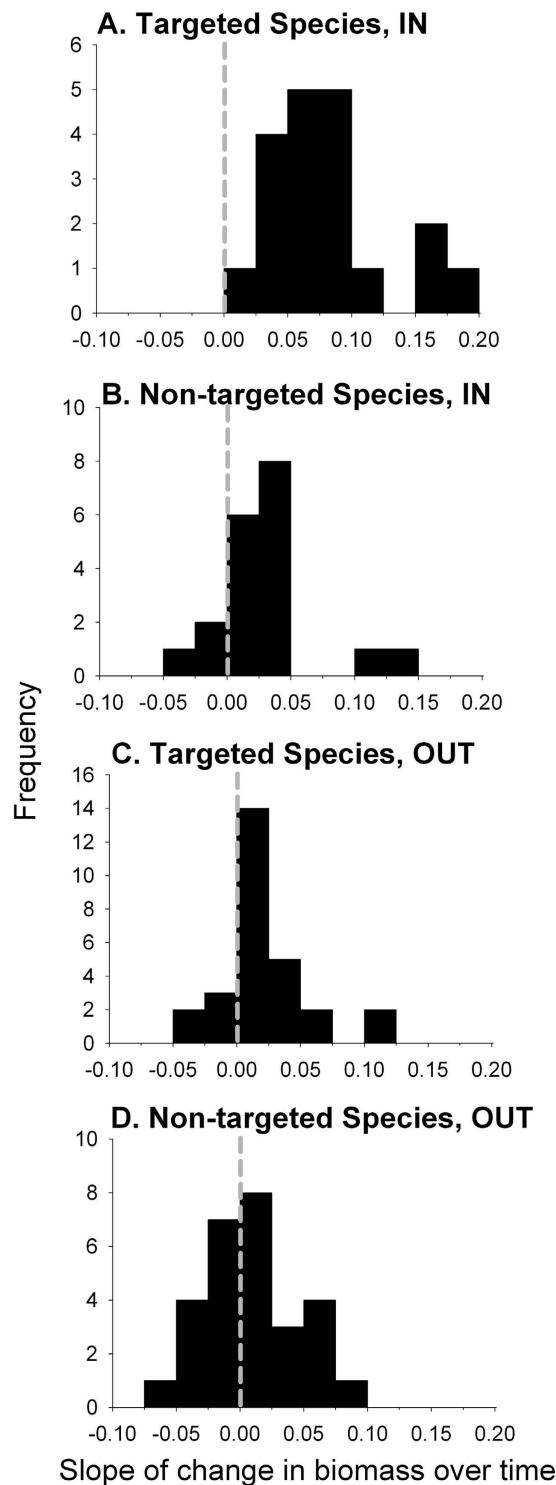 A. Targeted Species, IN
6
5
4
3
2
1
0
-0.10 -0.05 0.00 0.05 0.10 0.15 0.20
B. Non-targeted Species, IN
10
8
6
4
2
0
-0.10 -0.05 0.00 0.05 0.10 0.15 0.20
Frequency
C. Targeted Species, OUT
16
14
12
10
8
6
4
2
0
-0.10 -0.05 0.00 0.05 0.10 0.15 0.20
D. Non-targeted Species, OUT
10
8
6
4
2
0
-0.10 -0.05 0.00 0.05 0.10 0.15 0.20
Slope of change in biomass over time